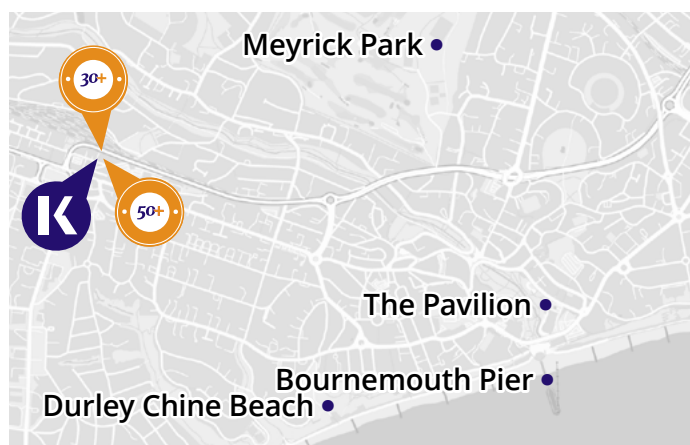 Meyrick Park
30+
K
50+
The Pavilion
Bournemouth Pier
Durley Chine Beach